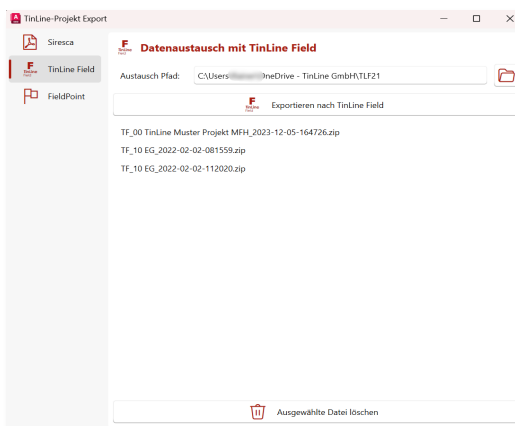 TinLine-Projekt Export
Siresca
TinLine Field
FieldPoint
Datenaustausch mit TinLine Field
Austausch Pfad:
C:\Users neDrive - TinLine GmbH\TLF21
Exportieren nach TinLine Field
TF_00 TinLine Muster Projekt MFH_2023-12-05-164726.zip
TF_10 EG_2022-02-02-081559.zip
TF_10 EG_2022-02-02-112020.zip
Ausgewählte Datei löschen